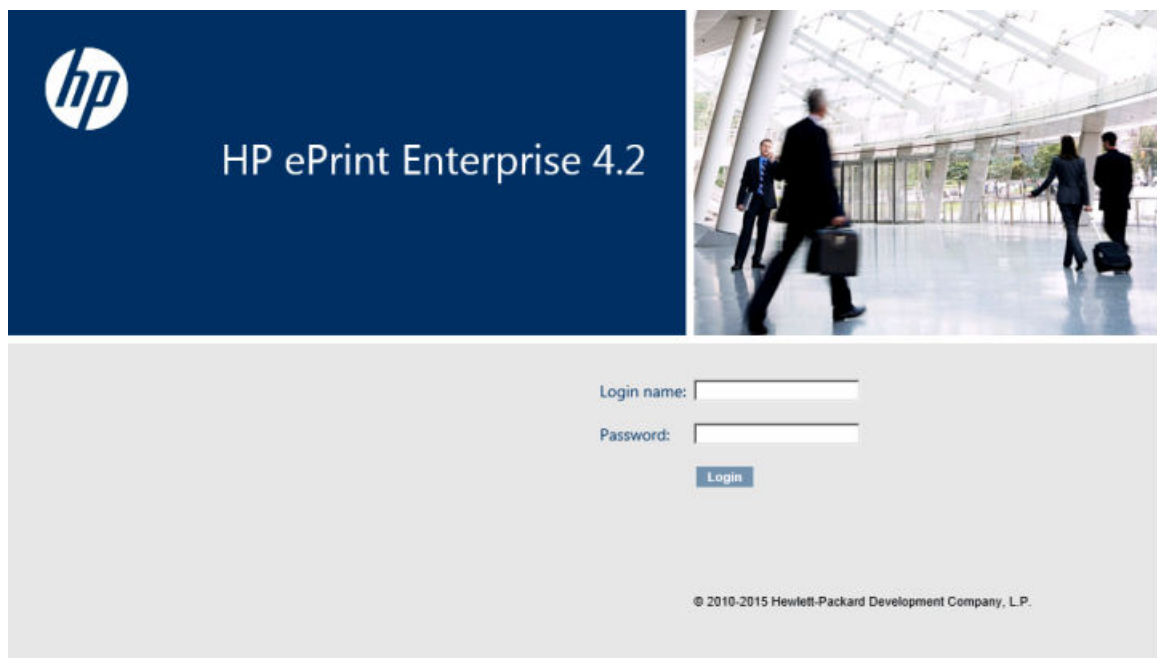 hp
HP ePrint Enterprise 4.2
Login name:
Password:
Login
© 2010-2015 Hewlett-Packard Development Company, L.P.